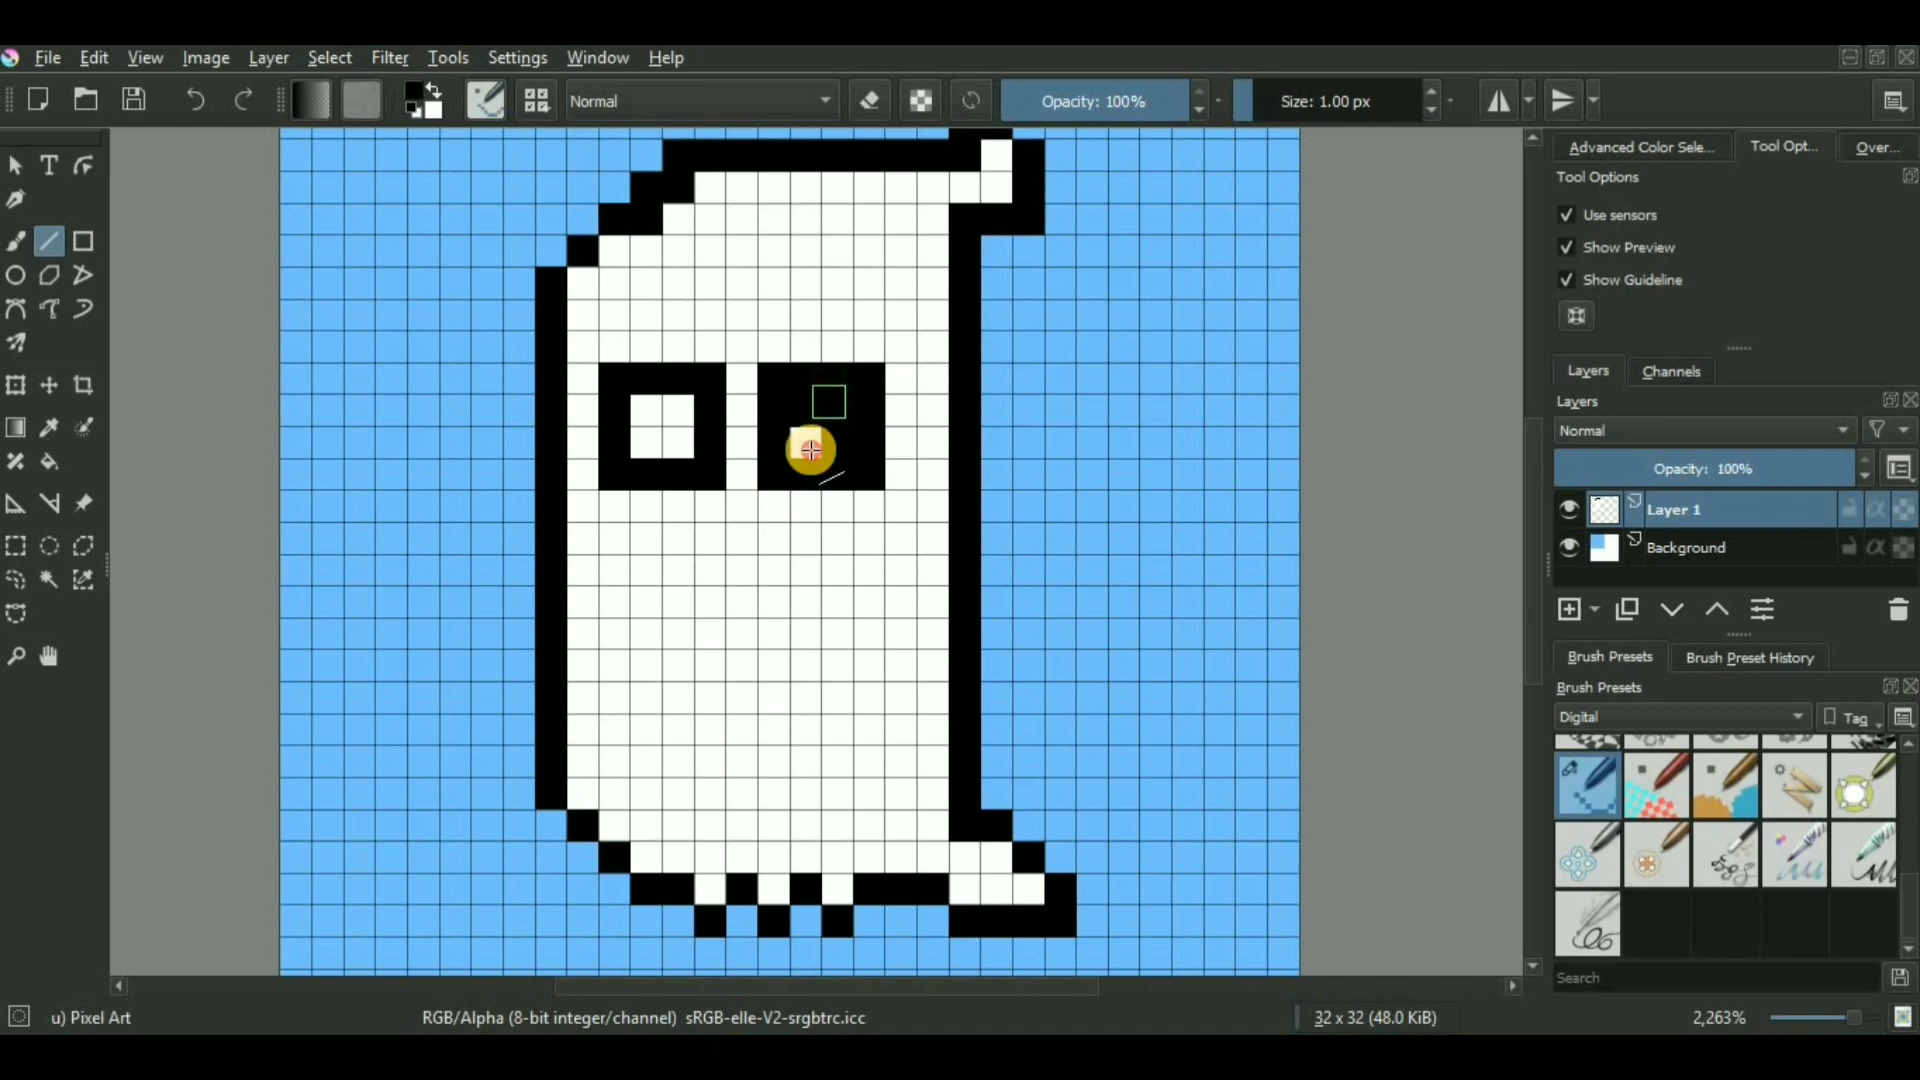 File Edit View Image Layer Select Filter Tools Settings Window Help
Normal Opacity: 100% Size: 1.00 px
Advanced Color Sele... Tool Opt... Over...
Tool Options
Use sensors
Show Preview
Show Guideline
Layers Channels
Layers
Normal
Opacity: 100%
Layer 1
Background
Brush Presets Brush Preset History
Brush Presets
Digital Tag
Search
u) Pixel Art RGB/Alpha (8-bit integer/channel) sRGB-elle-V2-srgbtrc.icc 32 x 32 (48.0 KiB) 2,263%